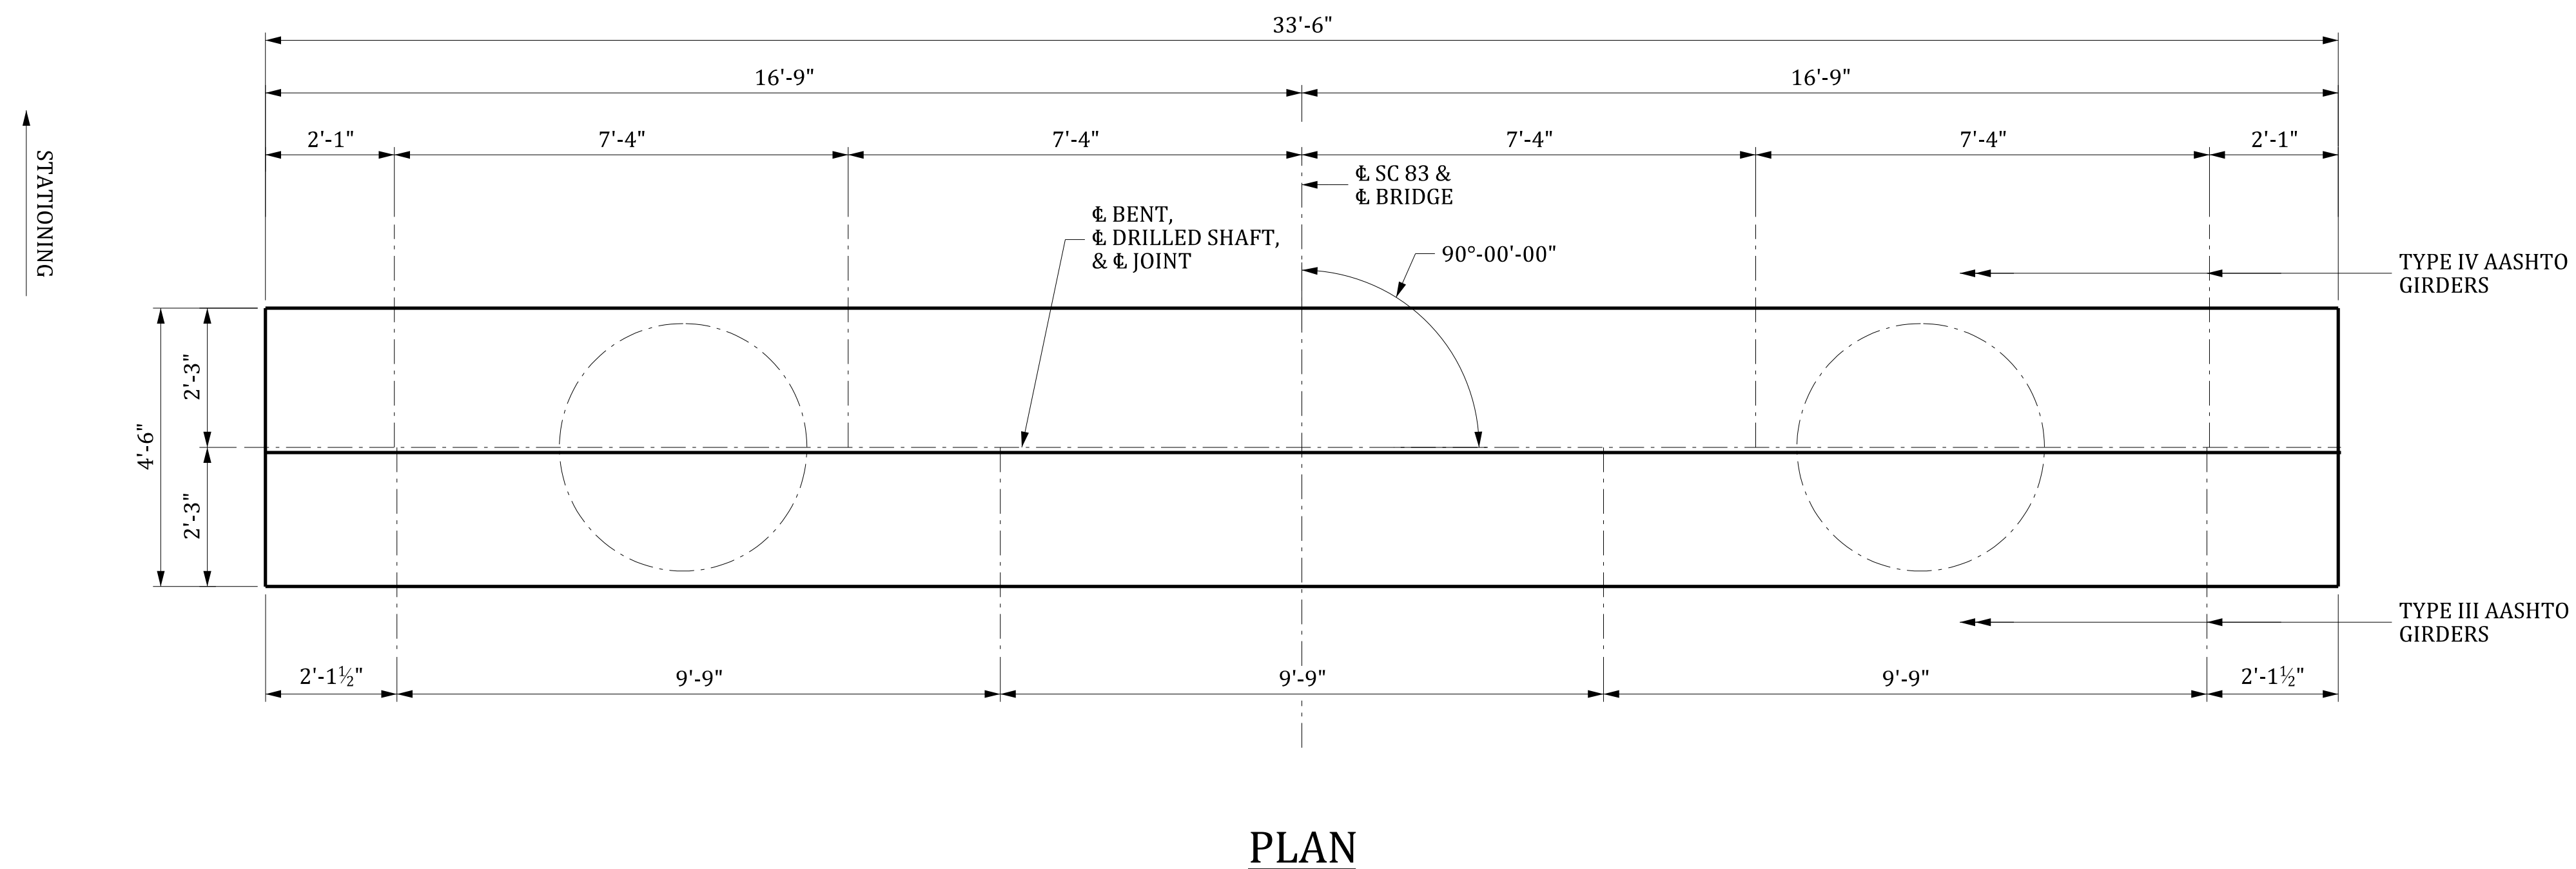 33'-6"
16'-9" 16'-9"
2'-1" 7'-4" 7'-4" 7'-4" 7'-4" 2'-1"
STATIONING
℄ SC 83 &
℄ BRIDGE
℄ BENT,
℄ DRILLED SHAFT,
& ℄ JOINT
90°-00'-00"
TYPE IV AASHTO
GIRDERS
2'-3"
4'-6"
2'-3"
TYPE III AASHTO
GIRDERS
2'-1½" 9'-9" 9'-9" 9'-9" 2'-1½"
PLAN